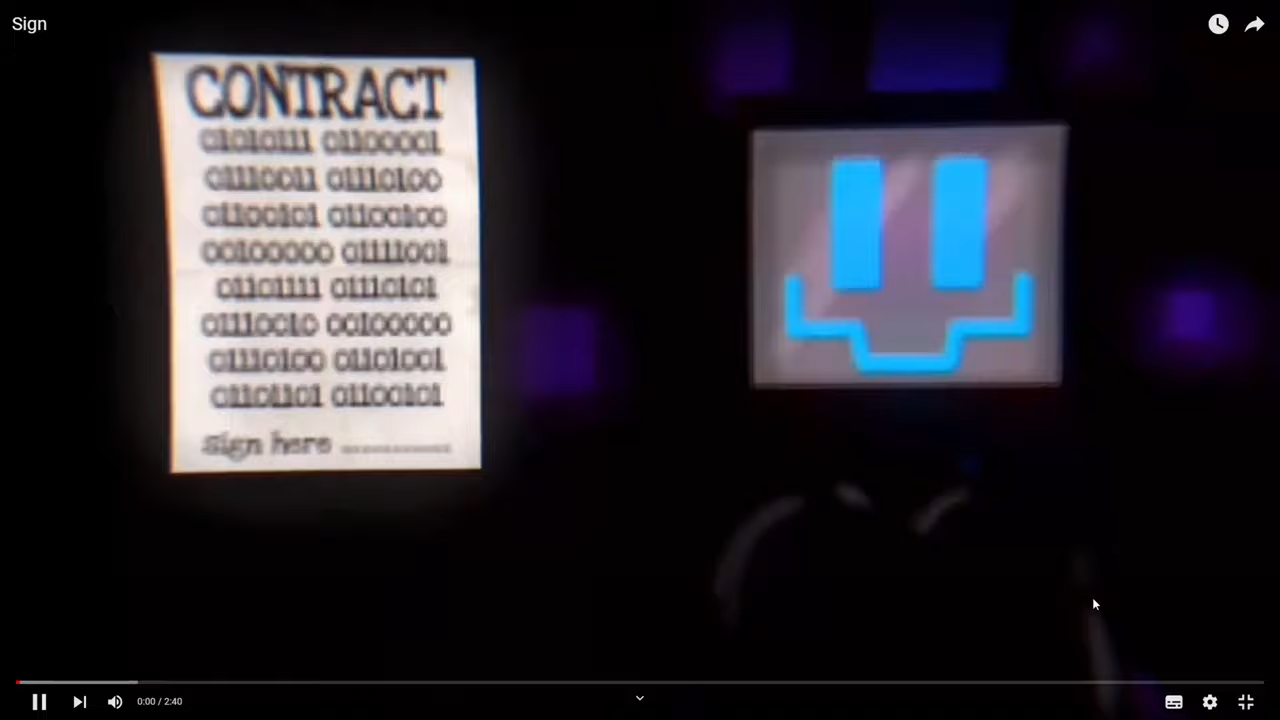 Sign
CONTRACT
01010111 01100001
01110011 01110100
01100101 01100100
00100000 01111001
01101111 01110101
01110010 00100000
01110100 01101001
01101101 01100101
Sign here ___________
0:00 / 2:40